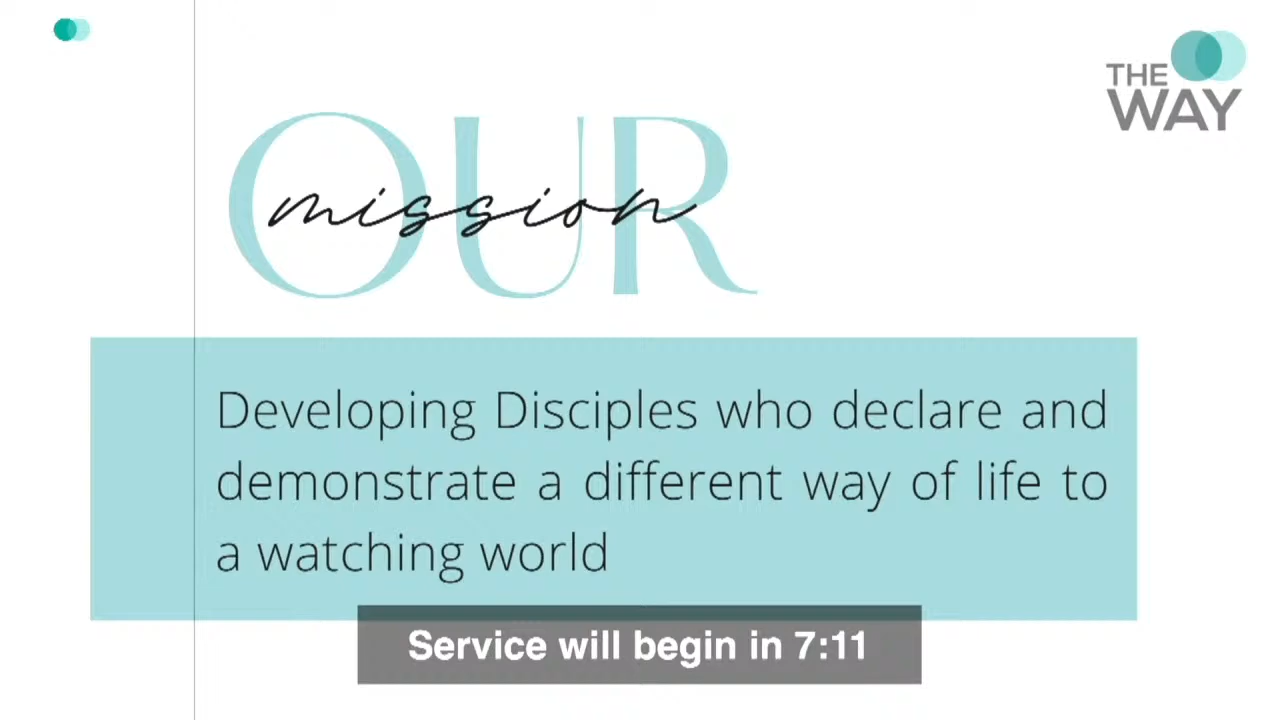 THE
WAY
OUR
mission
Developing Disciples who declare and
demonstrate a different way of life to
a watching world
Service will begin in 7:11